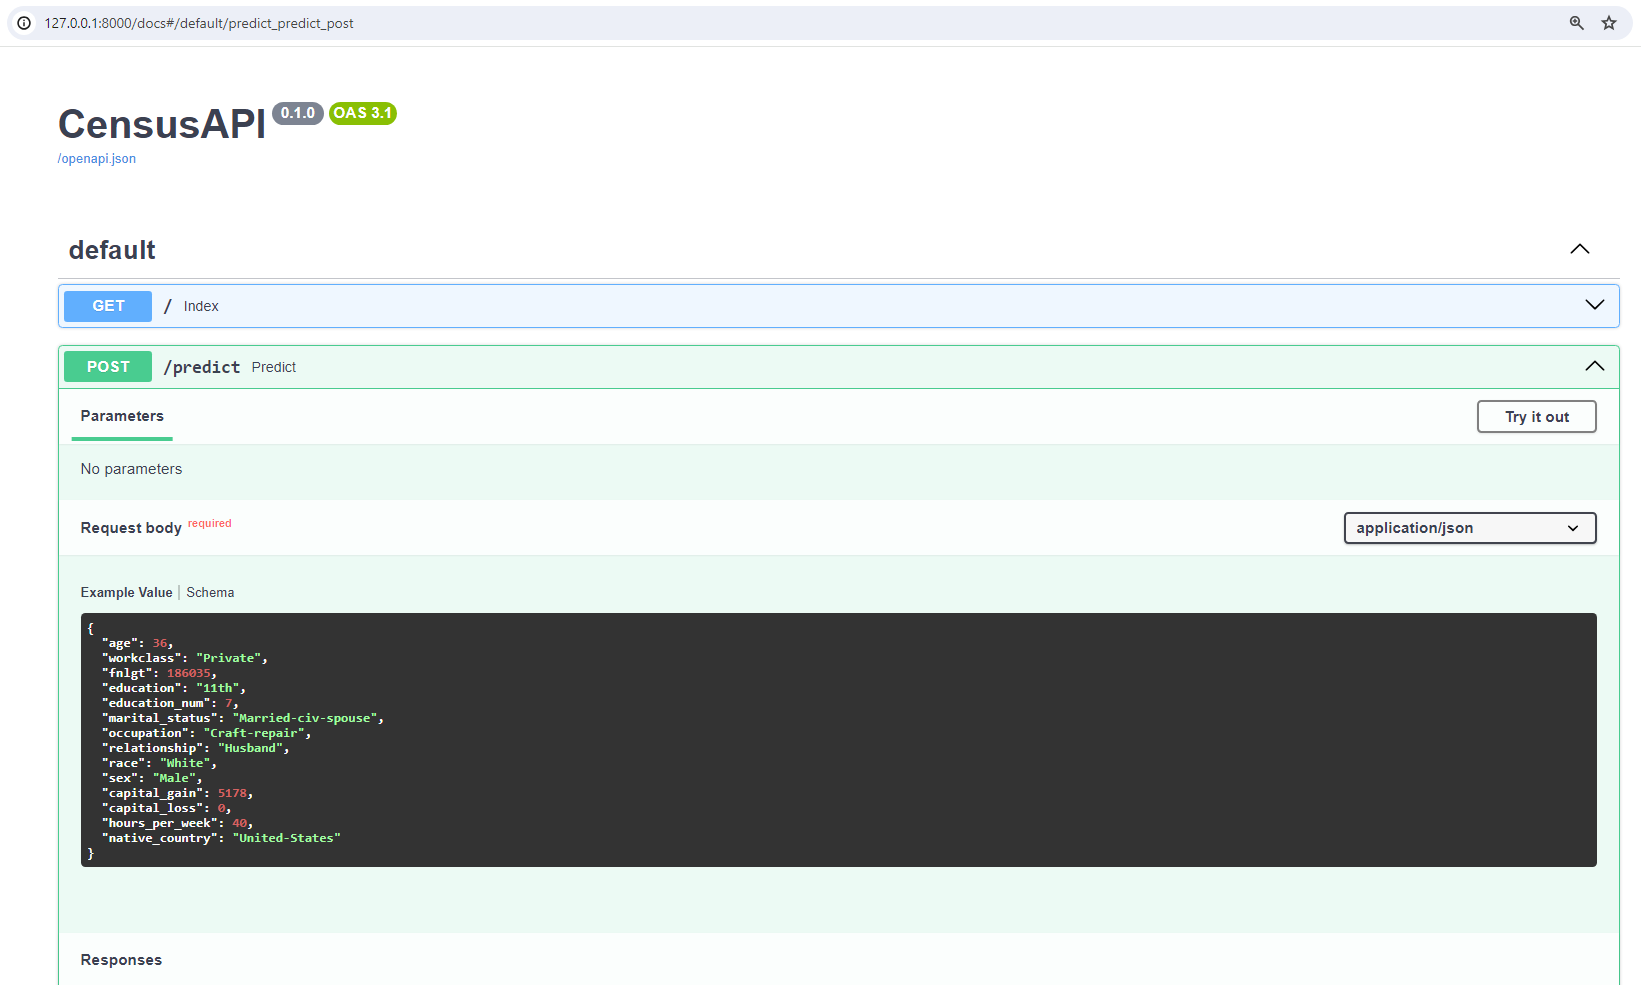 127.0.0.1:8000/docs#/default/predict_predict_post
CensusAPI 0.1.0 OAS 3.1
/openapi.json
default
GET / Index
POST /predict Predict
Parameters
Try it out
No parameters
Request body required
application/json
Example Value | Schema
{
  "age": 36,
  "workclass": "Private",
  "fnlgt": 186035,
  "education": "11th",
  "education_num": 7,
  "marital_status": "Married-civ-spouse",
  "occupation": "Craft-repair",
  "relationship": "Husband",
  "race": "White",
  "sex": "Male",
  "capital_gain": 5178,
  "capital_loss": 0,
  "hours_per_week": 40,
  "native_country": "United-States"
}
Responses